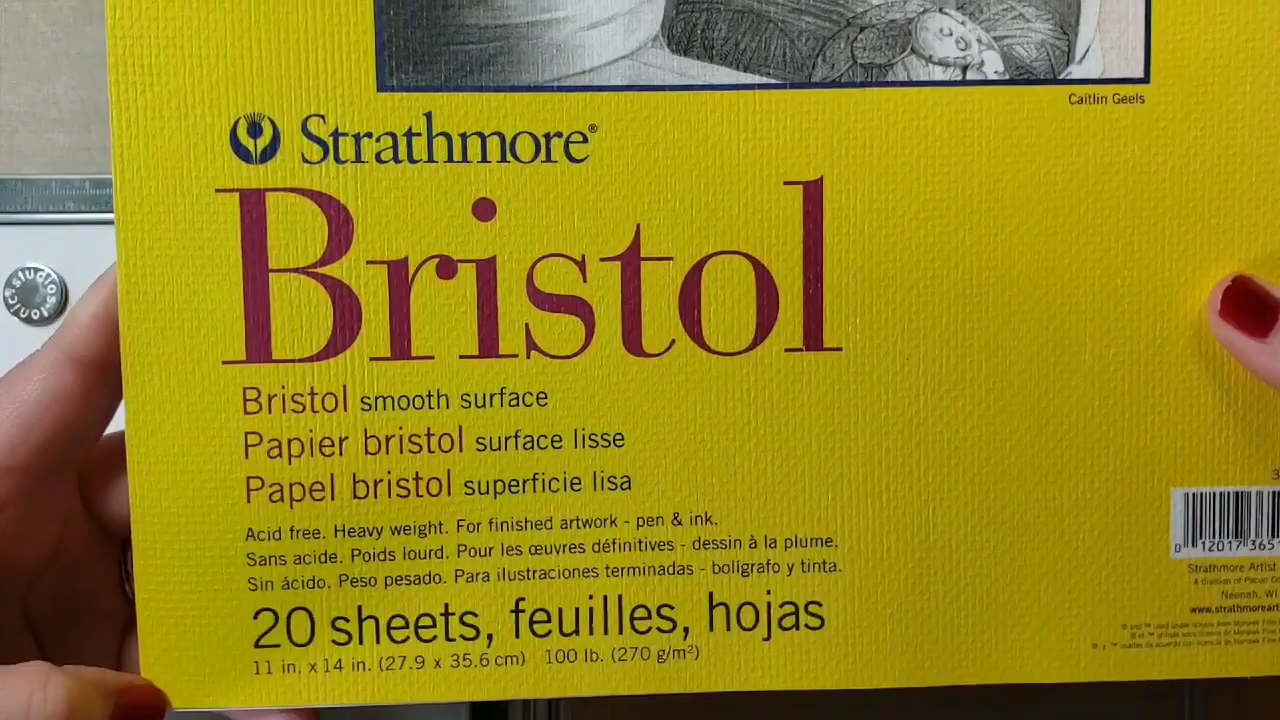 Caitlin Geels
Strathmore®
Bristol
Bristol smooth surface
Papier bristol surface lisse
Papel bristol superficie lisa
Acid free. Heavy weight. For finished artwork - pen & ink.
Sans acide. Poids lourd. Pour les œuvres définitives - dessin à la plume.
Sin ácido. Peso pesado. Para ilustraciones terminadas - bolígrafo y tinta.
20 sheets, feuilles, hojas
11 in. x 14 in. (27.9 x 35.6 cm) 100 lb. (270 g/m²)
studios
0 12017 365
Strathmore Artist
A division of Pacon
Neenah, WI
www.strathmoreart